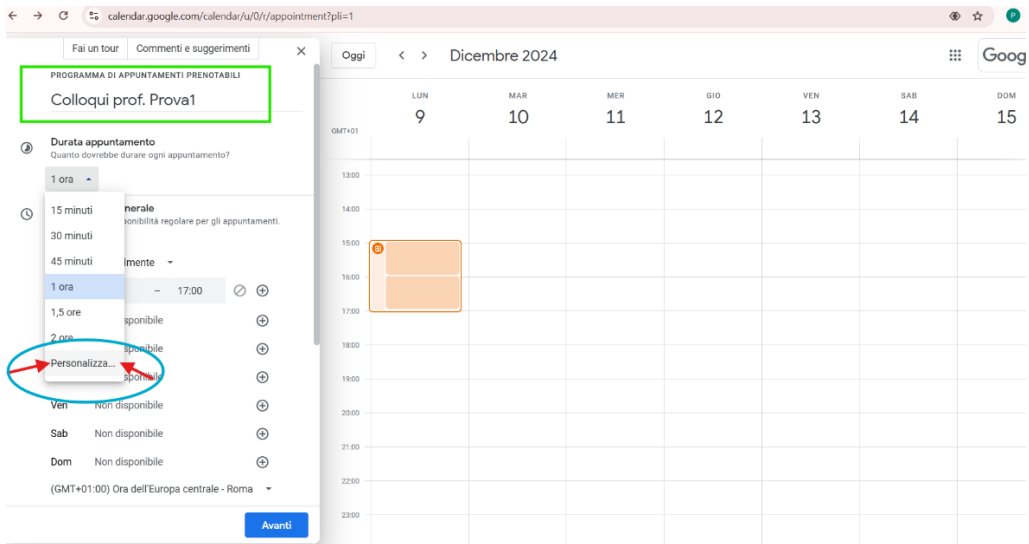 calendar.google.com/calendar/u/0/r/appointment?pli=1
P
Fai un tour
Commenti e suggerimenti
PROGRAMMA DI APPUNTAMENTI PRENOTABILI
Colloqui prof. Prova1
Durata appuntamento
Quanto dovrebbe durare ogni appuntamento?
1 ora
nerale
onibilità regolare per gli appuntamenti.
15 minuti
30 minuti
45 minuti
lmente
1 ora
– 17:00
1,5 ore
sponibile
2 ore
sponibile
Personalizza...
sponibile
Ven Non disponibile
Sab Non disponibile
Dom Non disponibile
(GMT+01:00) Ora dell'Europa centrale - Roma
Avanti
Oggi
Dicembre 2024
Goog
GMT+01
LUN MAR MER GIO VEN SAB DOM
9 10 11 12 13 14 15
13:00
14:00
15:00
16:00
17:00
18:00
19:00
20:00
21:00
22:00
23:00